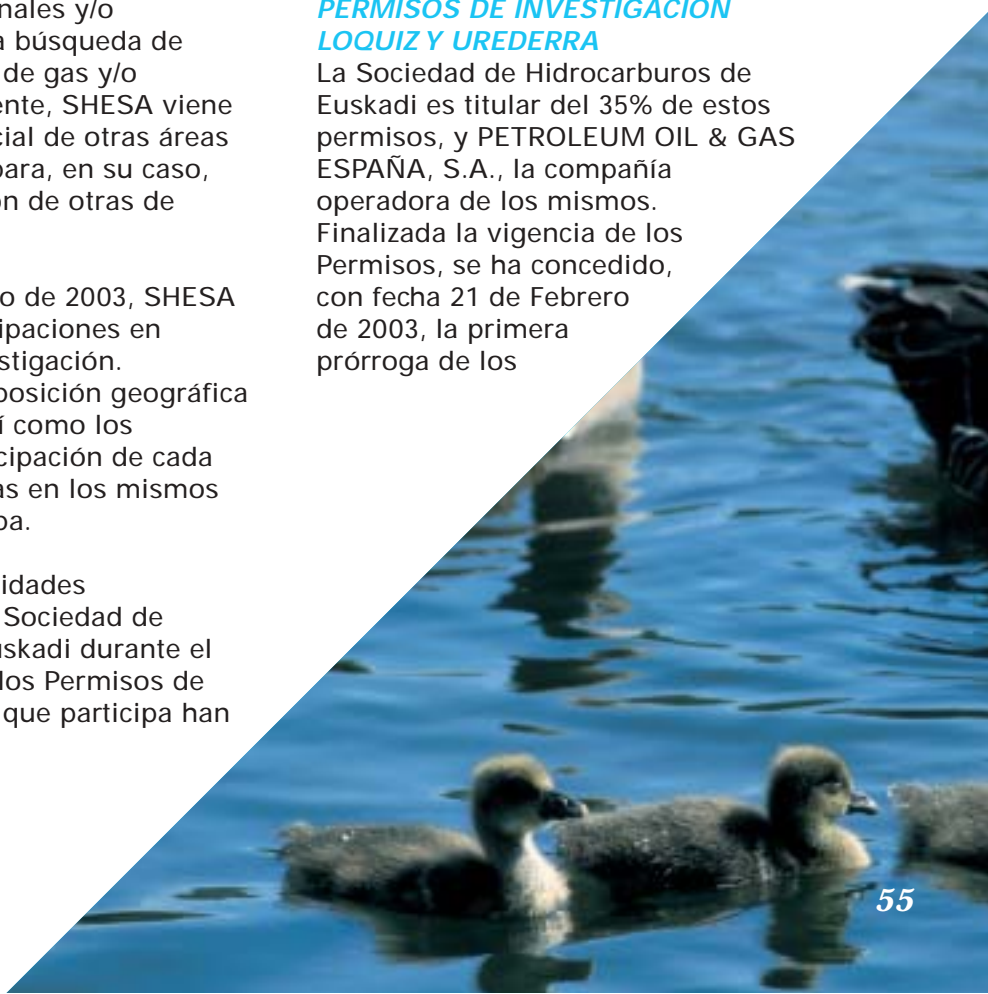 nales y/o
a búsqueda de
de gas y/o
ente, SHESA viene
cial de otras áreas
para, en su caso,
ón de otras de
o de 2003, SHESA
ipaciones en
stigación.
posición geográfica
í como los
cipación de cada
as en los mismos
pa.
idades
Sociedad de
uskadi durante el
los Permisos de
que participa han
PERMISOS DE INVESTIGACIÓN
LOQUIZ Y UREDERRA
La Sociedad de Hidrocarburos de
Euskadi es titular del 35% de estos
permisos, y PETROLEUM OIL & GAS
ESPAÑA, S.A., la compañía
operadora de los mismos.
Finalizada la vigencia de los
Permisos, se ha concedido,
con fecha 21 de Febrero
de 2003, la primera
prórroga de los
55